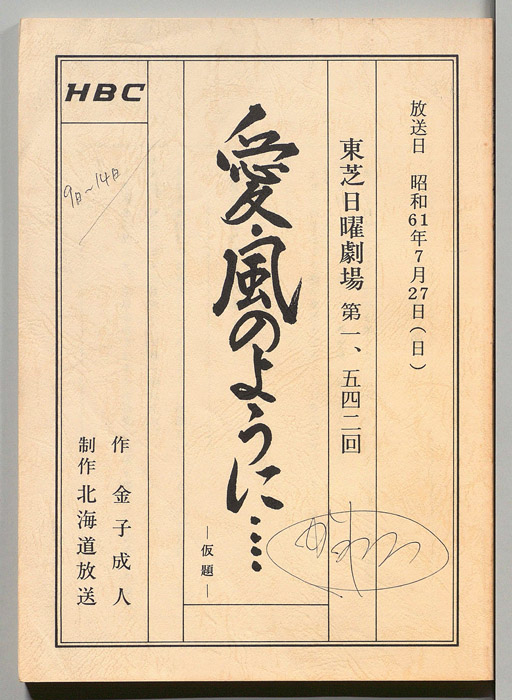 放送日 昭和61年7月27日(日)
東芝日曜劇場 第一、五四二回
愛・風のように……
―仮題―
HBC
9日~14日
作 金子成人
制作 北海道放送